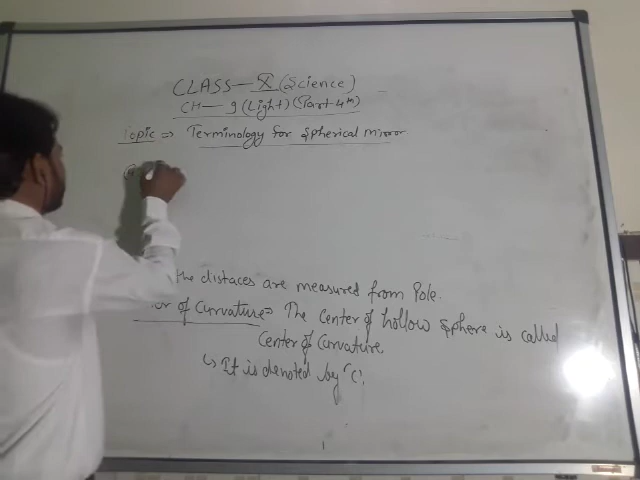 CLASS — X (Science)
CH — 9 (Light) (Part 4th)
Topic => Terminology for spherical mirror
the distaces are measured from Pole.
of Curvature=> The Center of hollow sphere is called
Center of Curvature.
↳ It is denoted by 'C'.